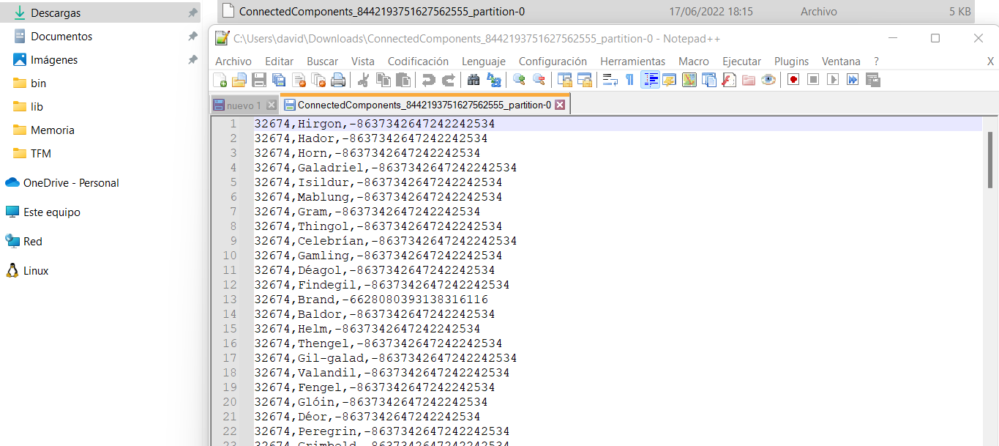 Descargas
Documentos
Imágenes
bin
lib
Memoria
TFM
OneDrive - Personal
Este equipo
Red
Linux
ConnectedComponents_8442193751627562555_partition-0 17/06/2022 18:15 Archivo 5 KB
C:\Users\david\Downloads\ConnectedComponents_8442193751627562555_partition-0 - Notepad++
Archivo Editar Buscar Vista Codificación Lenguaje Configuración Herramientas Macro Ejecutar Plugins Ventana ? X
nuevo 1 ConnectedComponents_8442193751627562555_partition-0
1 32674,Hirgon,-8637342647242242534
2 32674,Hador,-8637342647242242534
3 32674,Horn,-8637342647242242534
4 32674,Galadriel,-8637342647242242534
5 32674,Isildur,-8637342647242242534
6 32674,Mablung,-8637342647242242534
7 32674,Gram,-8637342647242242534
8 32674,Thingol,-8637342647242242534
9 32674,Celebrían,-8637342647242242534
10 32674,Gamling,-8637342647242242534
11 32674,Déagol,-8637342647242242534
12 32674,Findegil,-8637342647242242534
13 32674,Brand,-6628080393138316116
14 32674,Baldor,-8637342647242242534
15 32674,Helm,-8637342647242242534
16 32674,Thengel,-8637342647242242534
17 32674,Gil-galad,-8637342647242242534
18 32674,Valandil,-8637342647242242534
19 32674,Fengel,-8637342647242242534
20 32674,Glóin,-8637342647242242534
21 32674,Déor,-8637342647242242534
22 32674,Peregrin,-8637342647242242534
23 32674,Grimbold,-8637342647242242534